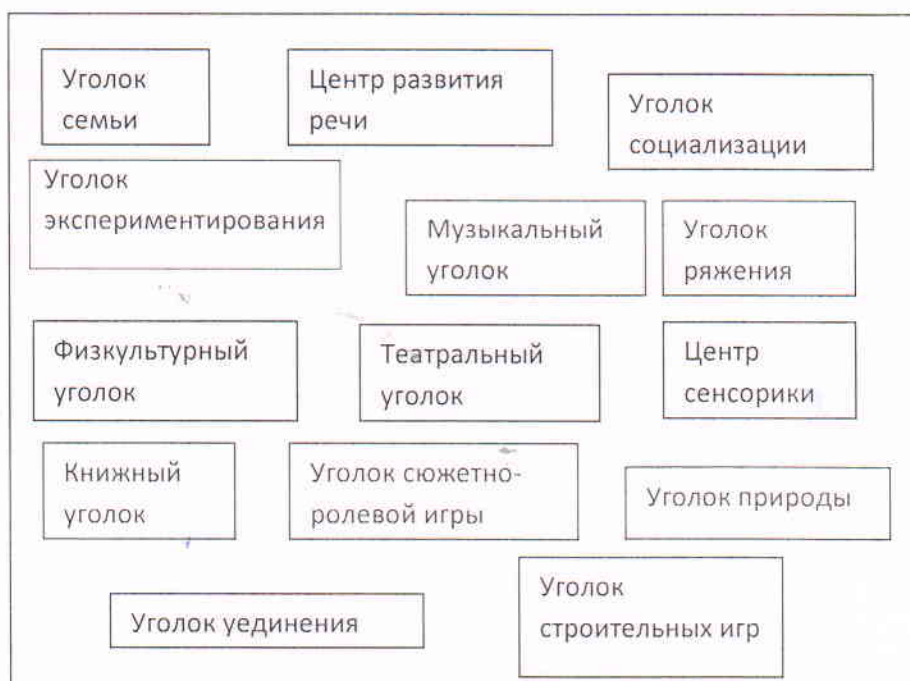 Уголок
семьи
Центр развития
речи
Уголок
социализации
Уголок
экспериментирования
Музыкальный
уголок
Уголок
ряжения
Физкультурный
уголок
Театральный
уголок
Центр
сенсорики
Книжный
уголок
Уголок сюжетно-
ролевой игры
Уголок природы
Уголок уединения
Уголок
строительных игр